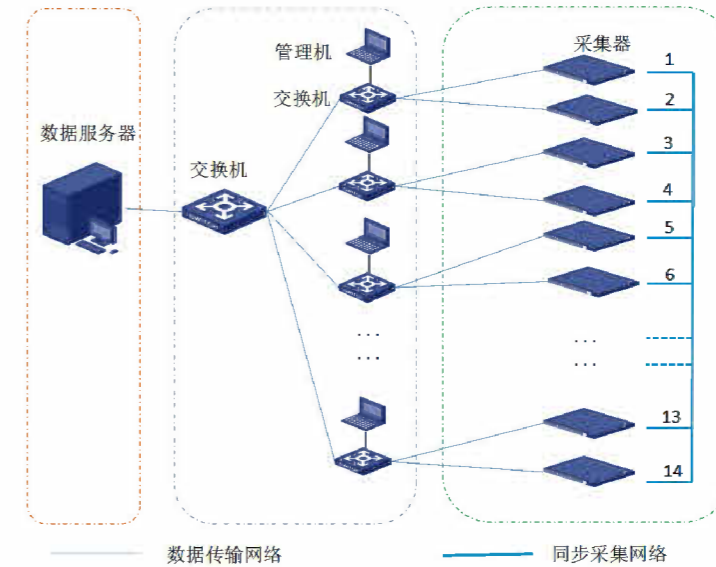 管理机
采集器
1
交换机
2
数据服务器
3
交换机
4
5
6
...
...
...
...
13
14
数据传输网络
同步采集网络